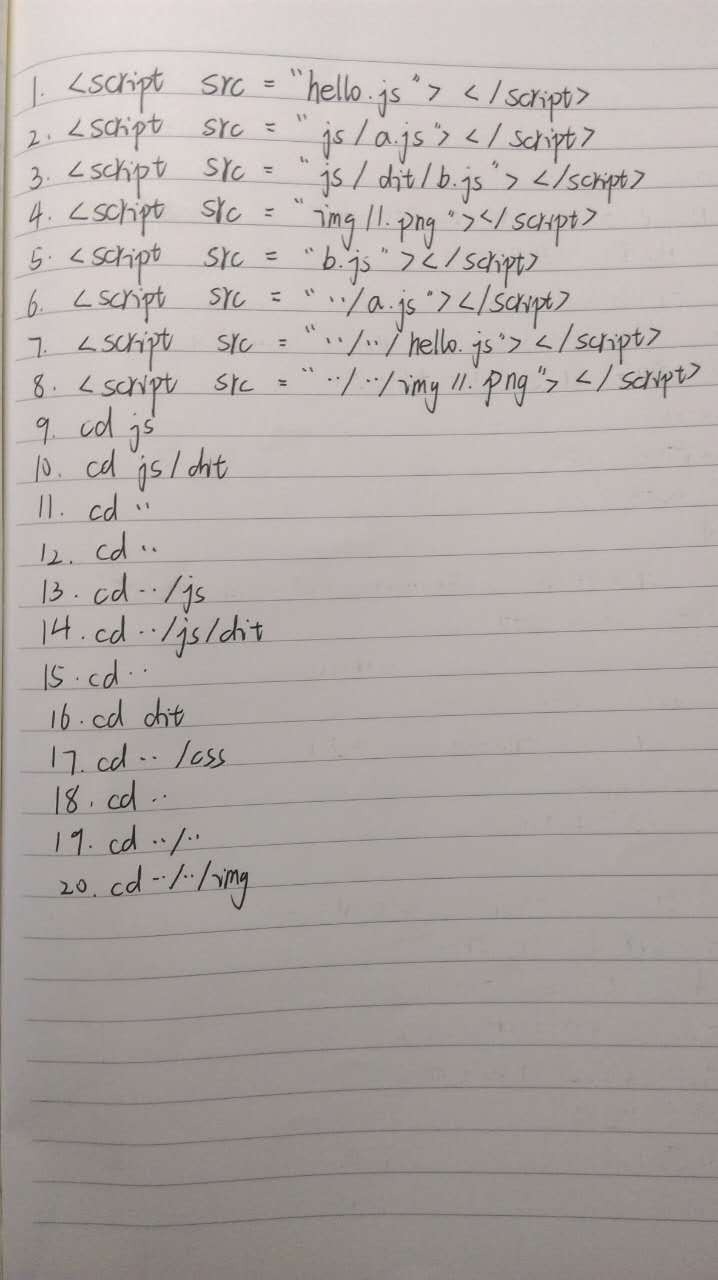 1. <script src = "hello.js"> </script>
2. <script src = "js/a.js"> </script>
3. <script src = "js/dit/b.js"> </script>
4. <script src = "img/1.png"></script>
5. <script src = "b.js"></script>
6. <script src = "../a.js"></script>
7. <script src = "../../hello.js"> </script>
8. <script src = "../../img/1.png"> </script>
9. cd js
10. cd js/dit
11. cd ..
12. cd ..
13. cd ../js
14. cd ../js/dit
15. cd ..
16. cd dit
17. cd ../css
18. cd ..
19. cd ../..
20. cd ../../img